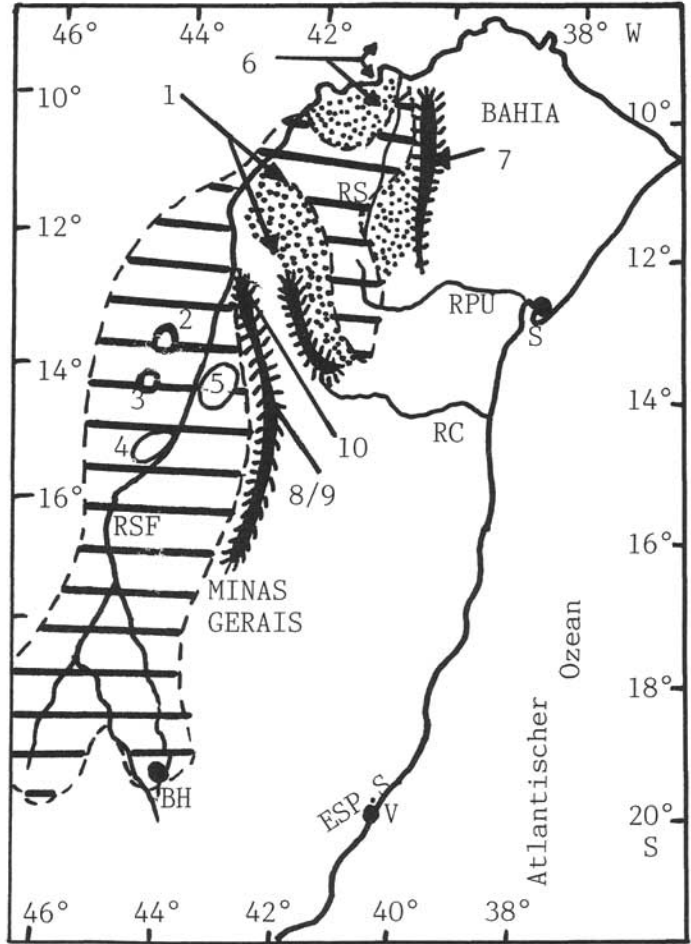 46°
44°
42°
38° W
6
10°
1
BAHIA
10°
7
RS
12°
12°
RPU
2
S
14°
3
5
14°
4
RC
10
8/9
16°
RSF
16°
MINAS
GERAIS
Ozean
18°
Atlantischer
BH
ESP.S
V
20°
S
46°
44°
42°
40°
38°